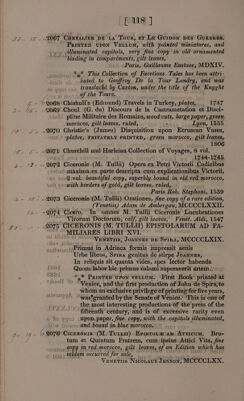 [ 118 ]
2067 CHEVALIER DE LA TOUR, ET LE GUIDON DES GUERRES.
PRINTED UPON VELLUM, with painted miniatures, and
illuminated capitals, very fine copy in old ornamented
binding in compartments, gilt leaves,
Paris, Guillaume Eustace, MDXIV.
*** This Collection of Facetious Tales has been attri-
buted to Geoffroy De la Tour Landry, and was
translated by Caxton, under the title of the Knyght
of the Toure.
2068 Chishull's (Edmund) Travels in Turkey, plates, 1747
2069 Choul (G. du) Discours de la Castrametation et Disci-
pline Militaire des Romains, wood cuts, large paper, green
morocco, gilt leaves, ruled, Lyon, 1555
2070 Christie's (James) Disquisition upon Etruscan Vases,
plates, PRIVATELY PRINTED, green morocco, gilt leaves,
1806
2071 Churchill and Harleian Collection of Voyages, 8 vol.
1744-1745
2072 Ciceronis (M. Tullii) Opera ex Petri Victorii Codicibus
maxima ex parte descripta cum explicationibus Victorii,
2 vol. beautiful copy, superbly bound in old red morocco,
with borders of gold, gilt leaves, ruled,
Paris Rob. Stephani, 1539
2073 Ciceronis (M. Tullii) Orationes, fine copy of a rare edition,
(Venetiis) Adam de Ambergau, MCCCCLXXII.
2074 Cicero. In omnes M. Tullii Ciceronis Lucubrationes
Virorum Doctorum, calf, gilt leaves, Venet. Aldi, 1547
2075 CICERONIS (M. TULLII) EPISTOLARUM AD FA-
MILIARES LIBRI XVI.
VENETIIS, JOANNES DE SPIRA, MCCCCLXIX.
Primus in Adriaca formis impressit aenis
Urbe libros, SPIRA genitus de stirpe JOANNES,
In reliquis sit quanta vides, spes lector habenda
Quom labor hic primus calami superaverit artem.
* PRINTED UPON VELLUM. First Book printed at
Venice, and the first production of John de Spira, to
whom an exclusive privilege of printing for five years,
was granted by the Senate of Venice. This is one of
the most interesting productions of the press of the
fifteenth century, and is of excessive rarity even
upon paper, fine copy, with the capitals illuminated,
and bound in blue morocco.
2076 CICERONIS (M. TULLII) EPISTOLÆ AD ATTICUM, Bru-
tum et Quintum Fratrem, cum ipsius Attici Vita, fine
copy in red morocco, gilt leaves, of an Edition which has
seldom occurred for sale,
VENETIIS NICOLAUS JENSON, MCCCCLXX.